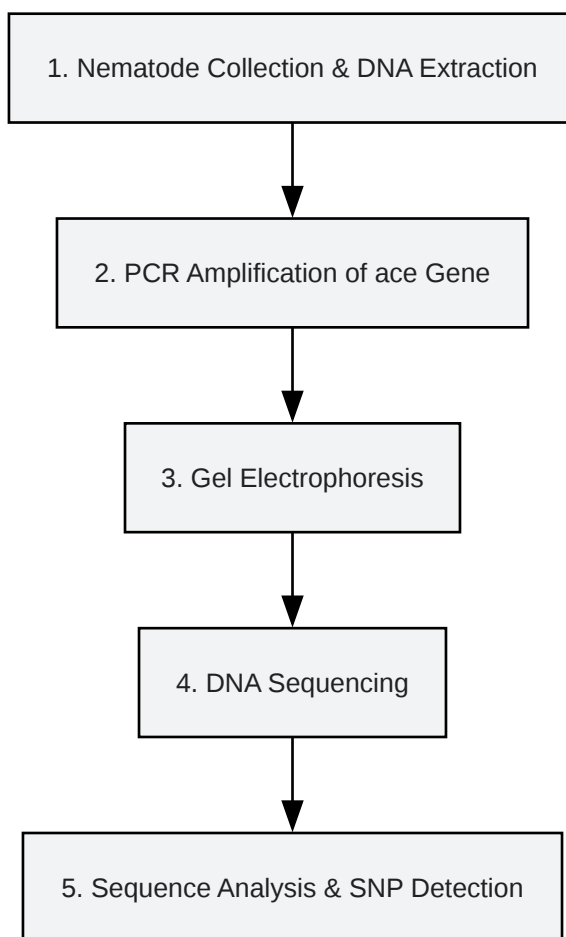 1. Nematode Collection & DNA Extraction
2. PCR Amplification of ace Gene
3. Gel Electrophoresis
4. DNA Sequencing
5. Sequence Analysis & SNP Detection